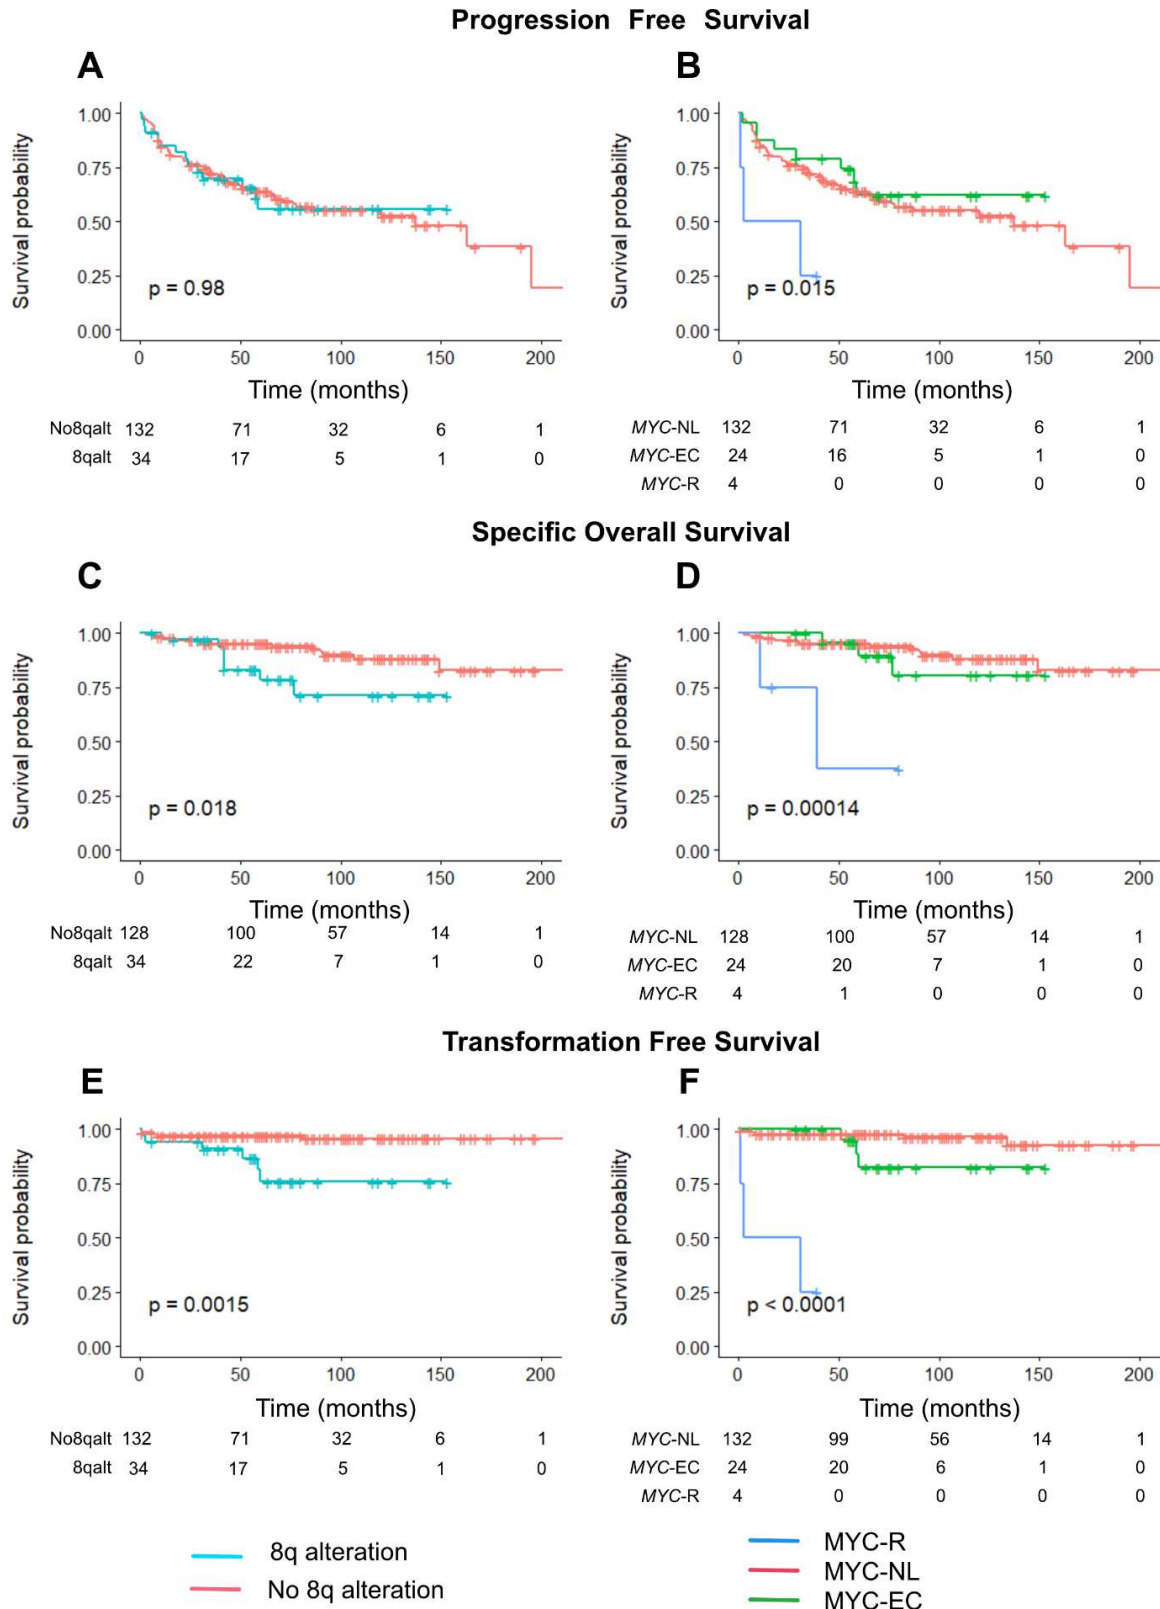 Progression Free Survival
A
B
Survival probability
1.00
0.75
0.50
0.25
0.00
p = 0.98
0 50 100 150 200
Time (months)
No8qalt 132 71 32 6 1
8qalt 34 17 5 1 0
Survival probability
1.00
0.75
0.50
0.25
0.00
p = 0.015
0 50 100 150 200
Time (months)
MYC-NL 132 71 32 6 1
MYC-EC 24 16 5 1 0
MYC-R 4 0 0 0 0
Specific Overall Survival
C
D
Survival probability
1.00
0.75
0.50
0.25
0.00
p = 0.018
0 50 100 150 200
Time (months)
No8qalt 128 100 57 14 1
8qalt 34 22 7 1 0
Survival probability
1.00
0.75
0.50
0.25
0.00
p = 0.00014
0 50 100 150 200
Time (months)
MYC-NL 128 100 57 14 1
MYC-EC 24 20 7 1 0
MYC-R 4 1 0 0 0
Transformation Free Survival
E
F
Survival probability
1.00
0.75
0.50
0.25
0.00
p = 0.0015
0 50 100 150 200
Time (months)
No8qalt 132 71 32 6 1
8qalt 34 17 5 1 0
Survival probability
1.00
0.75
0.50
0.25
0.00
p < 0.0001
0 50 100 150 200
Time (months)
MYC-NL 132 99 56 14 1
MYC-EC 24 20 6 1 0
MYC-R 4 0 0 0 0
8q alteration
No 8q alteration
MYC-R
MYC-NL
MYC-EC